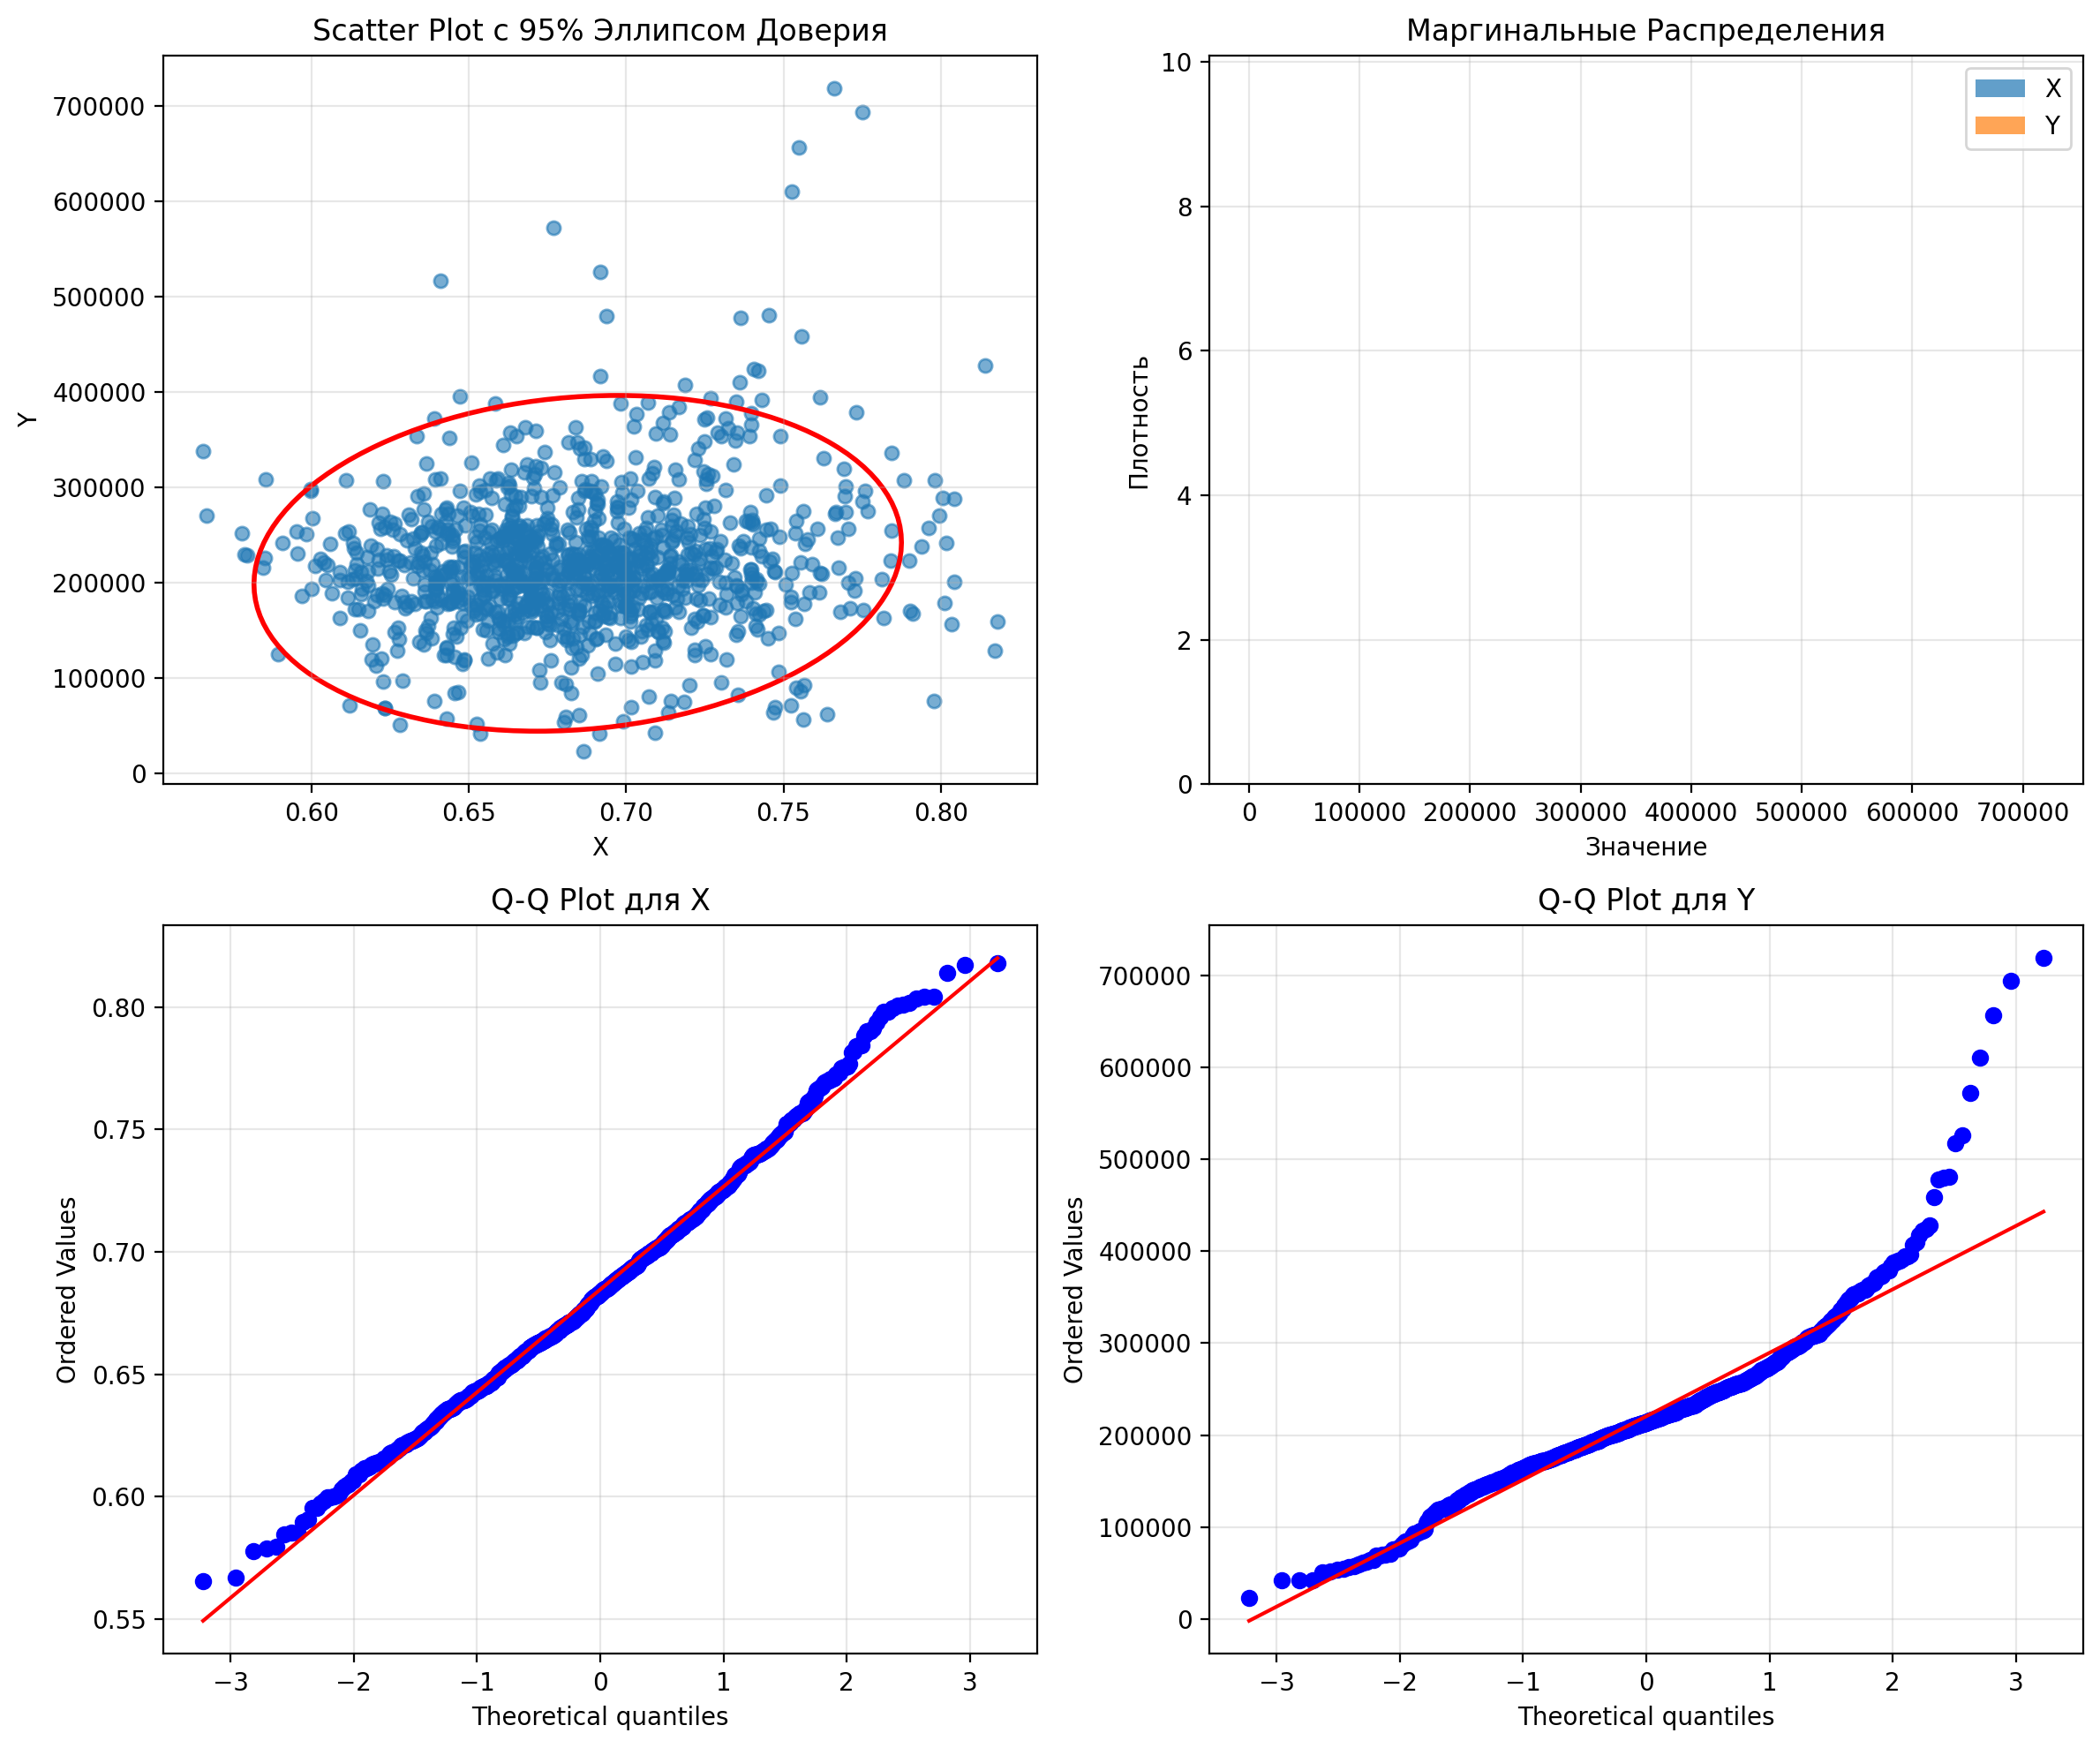 Scatter Plot с 95% Эллипсом Доверия
700000
600000
500000
400000
300000
200000
100000
0
Y
0.60 0.65 0.70 0.75 0.80
X
Маргинальные Распределения
X
Y
10
8
6
4
2
0
Плотность
0 100000 200000 300000 400000 500000 600000 700000
Значение
Q-Q Plot для X
0.80
0.75
0.70
0.65
0.60
0.55
Ordered Values
−3 −2 −1 0 1 2 3
Theoretical quantiles
Q-Q Plot для Y
700000
600000
500000
400000
300000
200000
100000
0
Ordered Values
−3 −2 −1 0 1 2 3
Theoretical quantiles